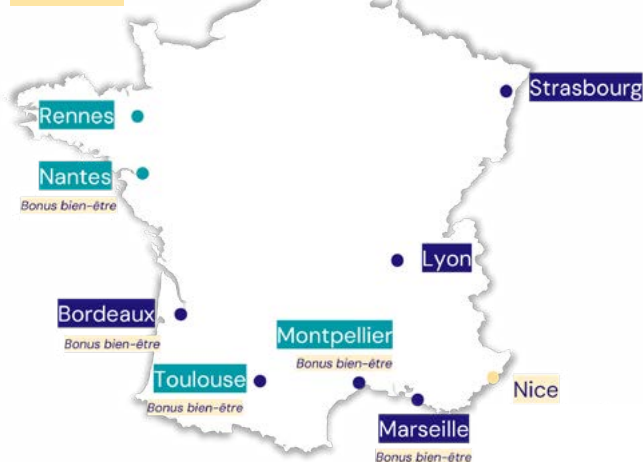 Strasbourg
Rennes
Nantes
Bonus bien-être
Lyon
Bordeaux
Bonus bien-être
Montpellier
Bonus bien-être
Toulouse
Bonus bien-être
Nice
Marseille
Bonus bien-être